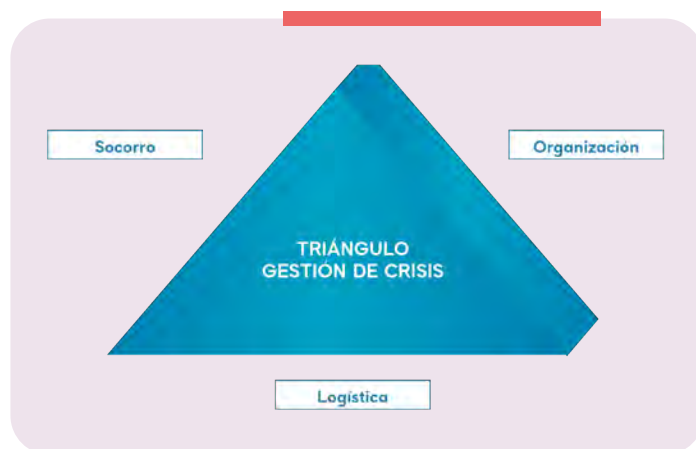 Socorro
Organización
TRIÁNGULO
GESTIÓN DE CRISIS
Logística